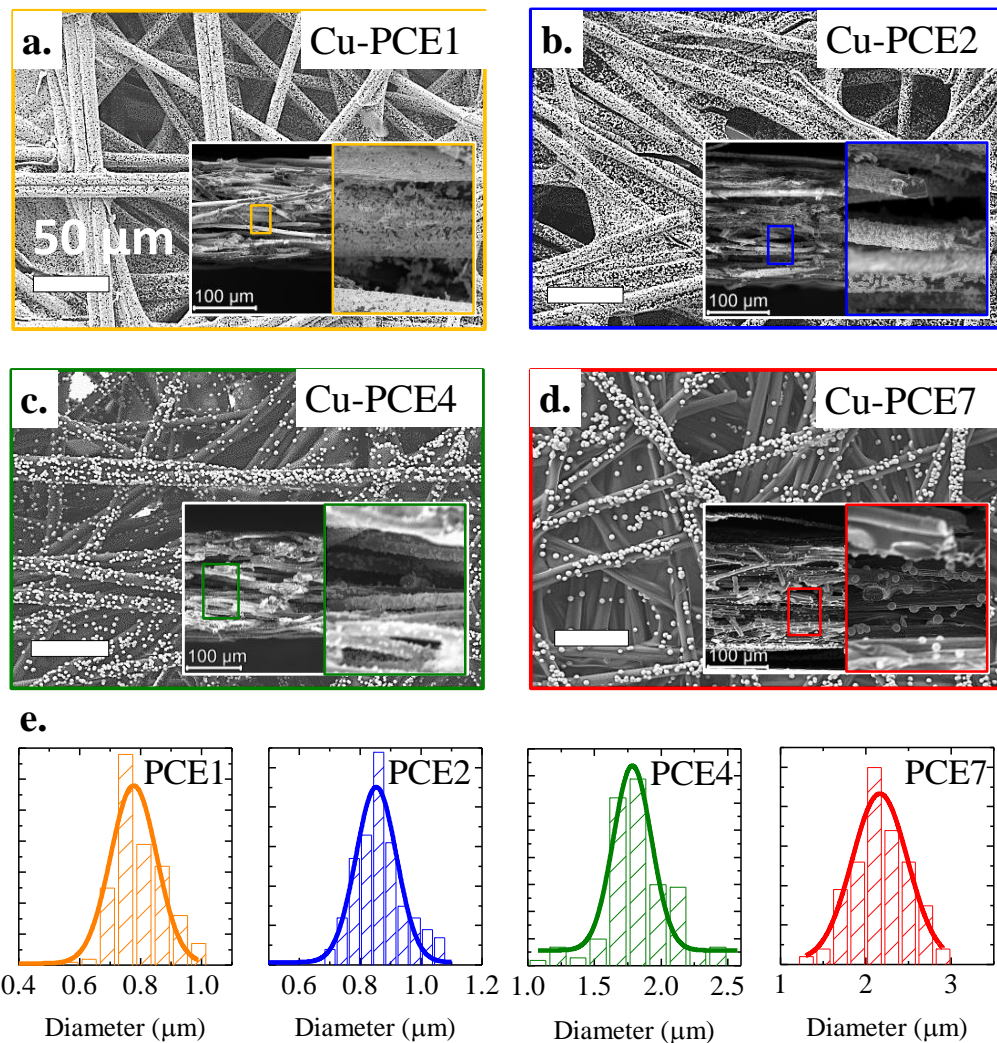 a. Cu-PCE1
50 μm
100 μm
b. Cu-PCE2
100 μm
c. Cu-PCE4
100 μm
d. Cu-PCE7
100 μm
e.
PCE1
0.4 0.6 0.8 1.0
Diameter (μm)
PCE2
0.6 0.8 1.0 1.2
Diameter (μm)
PCE4
1.0 1.5 2.0 2.5
Diameter (μm)
PCE7
1 2 3
Diameter (μm)